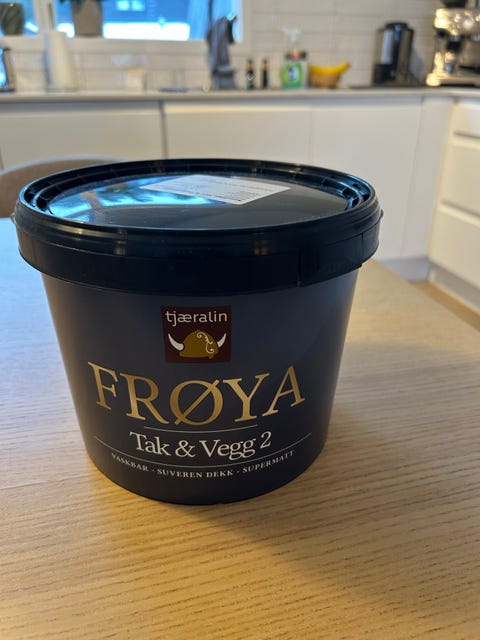 tjæralin
FRØYA
Tak & Vegg 2
VASKBAR - SUVEREN DEKK - SUPERMATT